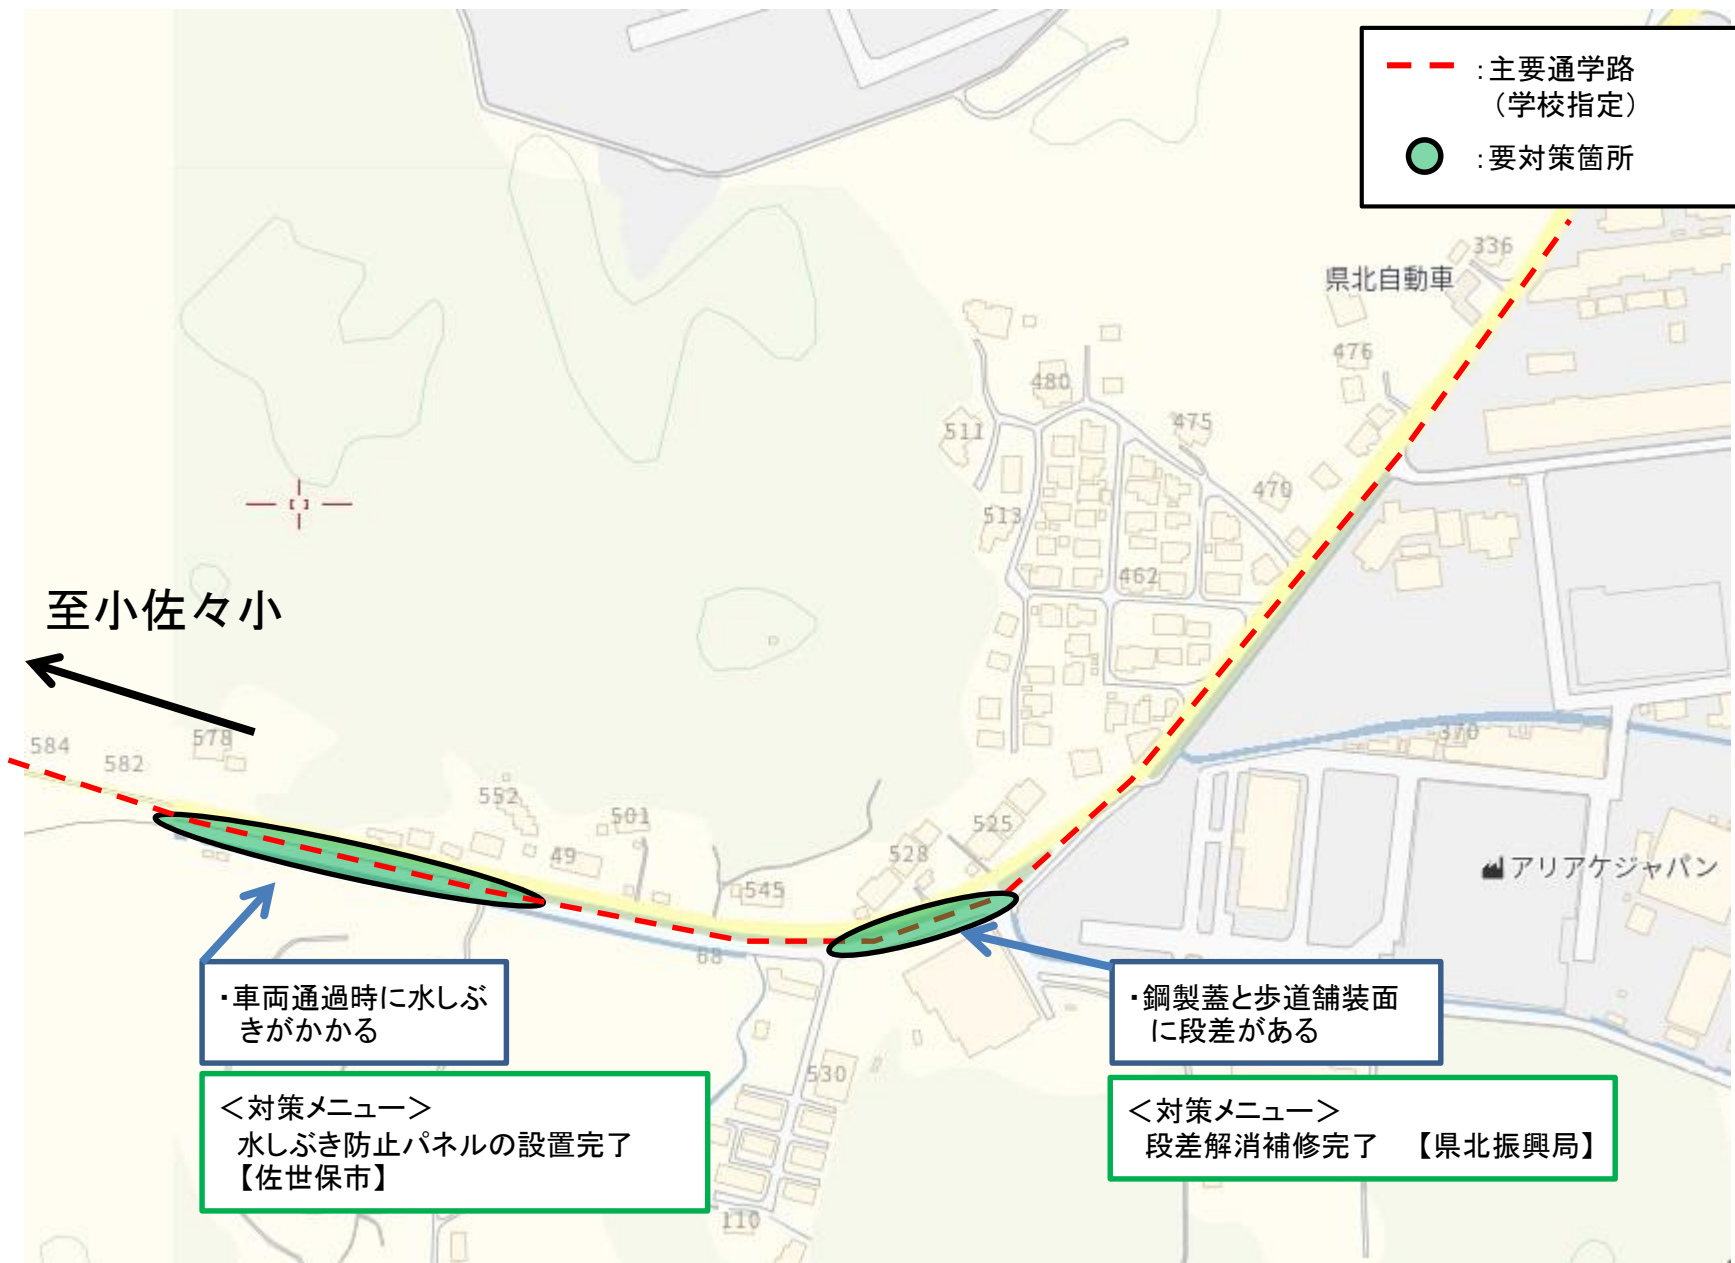 ：主要通学路
（学校指定）
：要対策箇所
336
県北自動車
476
480
475
511
470
513
462
至小佐々小
584
582
578
370
552
501
525
49
528
545
アリアケジャパン
68
・車両通過時に水しぶ
きがかかる
・鋼製蓋と歩道舗装面
に段差がある
530
＜対策メニュー＞
水しぶき防止パネルの設置完了
【佐世保市】
＜対策メニュー＞
段差解消補修完了　【県北振興局】
110